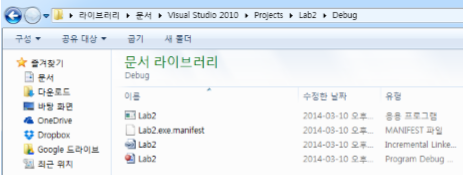 라이브러리 ▸ 문서 ▸ Visual Studio 2010 ▸ Projects ▸ Lab2 ▸ Debug
구성 ▾ 공유 대상 ▾ 굽기 새 폴더
즐겨찾기
문서
다운로드
바탕 화면
OneDrive
Dropbox
Google 드라이브
최근 위치
문서 라이브러리
Debug
이름 수정한 날짜 유형
Lab2 2014-03-10 오후... 응용 프로그램
Lab2.exe.manifest 2014-03-10 오후... MANIFEST 파일
Lab2 2014-03-10 오후... Incremental Linke...
Lab2 2014-03-10 오후... Program Debug ...